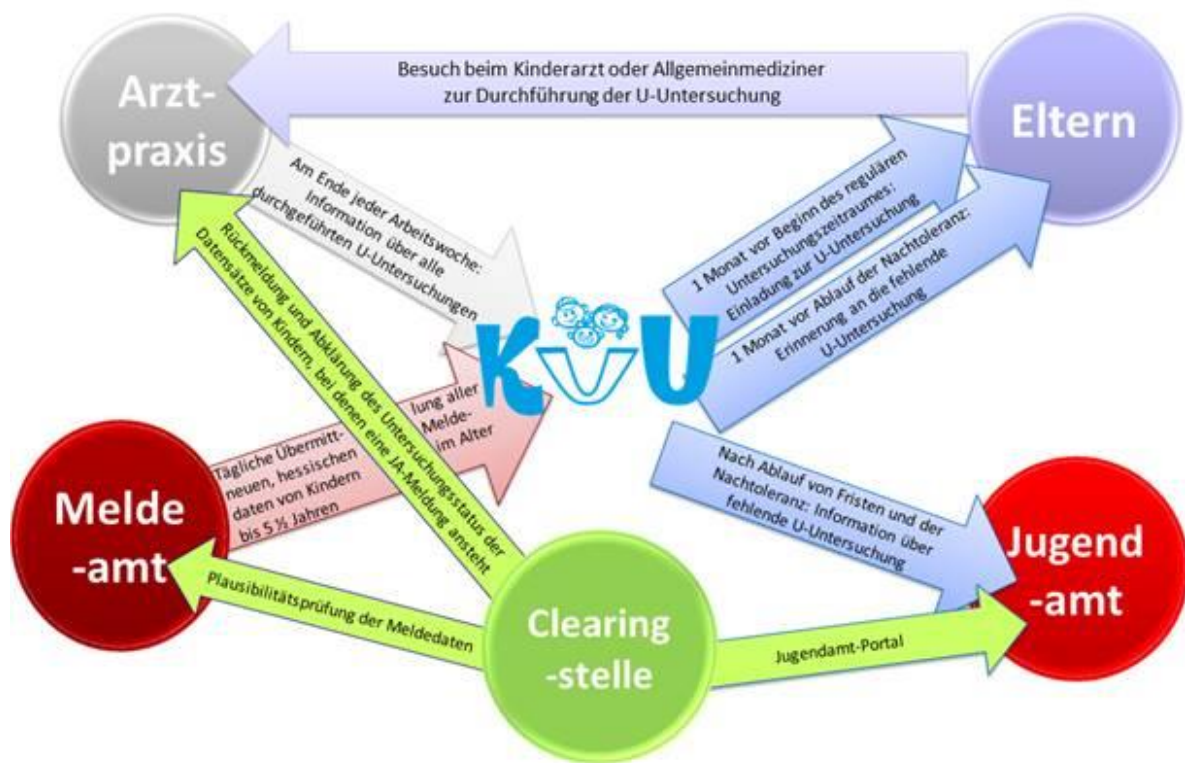 Arzt-
praxis
Besuch beim Kinderarzt oder Allgemeinmediziner
zur Durchführung der U-Untersuchung
Eltern
Am Ende jeder Arbeitswoche:
Information über alle
durchgeführten U-Untersuchungen
1 Monat vor Beginn des regulären
Untersuchungszeitraumes:
Einladung zur U-Untersuchung
1 Monat vor Ablauf der Nachtoleranz:
Erinnerung an die fehlende
U-Untersuchung
Rückmeldung und Abklärung des Untersuchungsstatus der
Datensätze von Kindern, bei denen eine JA-Meldung ansteht
KVU
Melde
-amt
Tägliche Übermitt- lung aller
neuen, hessischen Melde-
daten von Kindern im Alter
bis 5 ½ Jahren
Nach Ablauf von Fristen und der
Nachtoleranz: Information über
fehlende U-Untersuchung
Jugend
-amt
Plausibilitätsprüfung der Meldedaten
Clearing
-stelle
Jugendamt-Portal